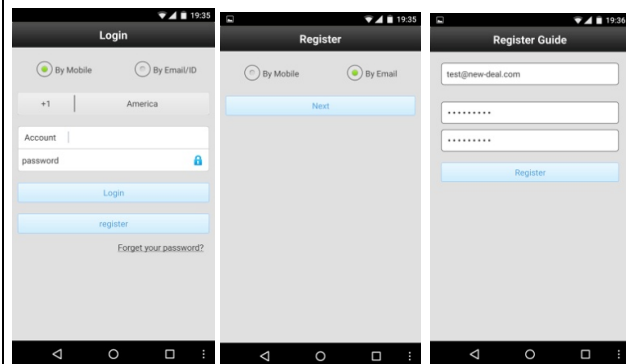 19:35
Login
By Mobile
By Email/ID
+1
America
Account
password
Login
register
Forget your password?
19:35
Register
By Mobile
By Email
Next
19:36
Register Guide
test@new-deal.com
•••••••••
•••••••••
Register